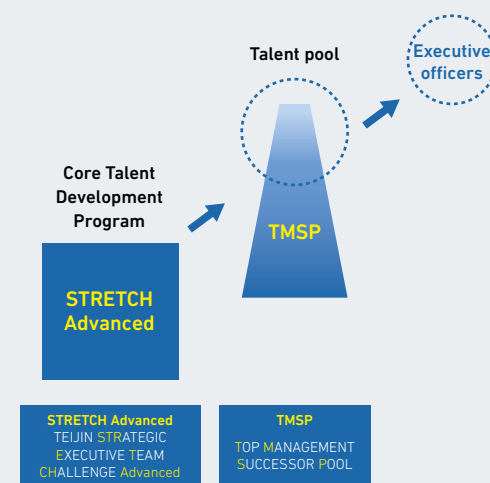 Executive
officers
Talent pool
Core Talent
Development
Program
TMSP
STRETCH
Advanced
STRETCH Advanced
TEIJIN STRATEGIC
EXECUTIVE TEAM
CHALLENGE Advanced
TMSP
TOP MANAGEMENT
SUCCESSOR POOL